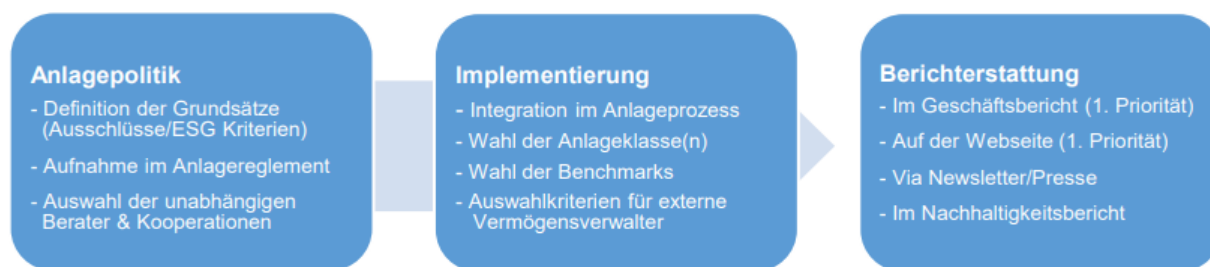 Anlagepolitik
- Definition der Grundsätze
(Ausschlüsse/ESG Kriterien)
- Aufnahme im Anlagereglement
- Auswahl der unabhängigen
Berater & Kooperationen
Implementierung
- Integration im Anlageprozess
- Wahl der Anlageklasse(n)
- Wahl der Benchmarks
- Auswahlkriterien für externe
Vermögensverwalter
Berichterstattung
- Im Geschäftsbericht (1. Priorität)
- Auf der Webseite (1. Priorität)
- Via Newsletter/Presse
- Im Nachhaltigkeitsbericht